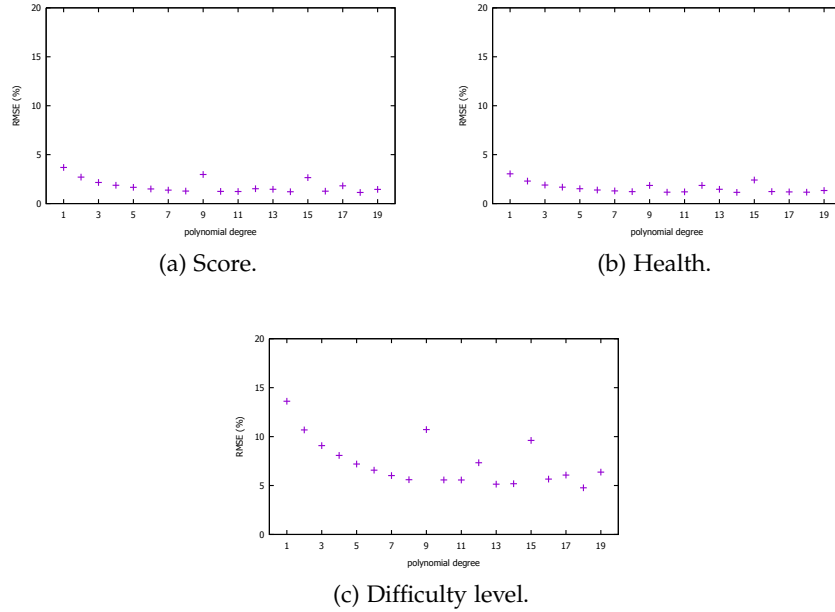 20
15
10
5
0
RMSE (%)
1 3 5 7 9 11 13 15 17 19
polynomial degree
(a) Score.
20
15
10
5
0
RMSE (%)
1 3 5 7 9 11 13 15 17 19
polynomial degree
(b) Health.
20
15
10
5
0
RMSE (%)
1 3 5 7 9 11 13 15 17 19
polynomial degree
(c) Difficulty level.